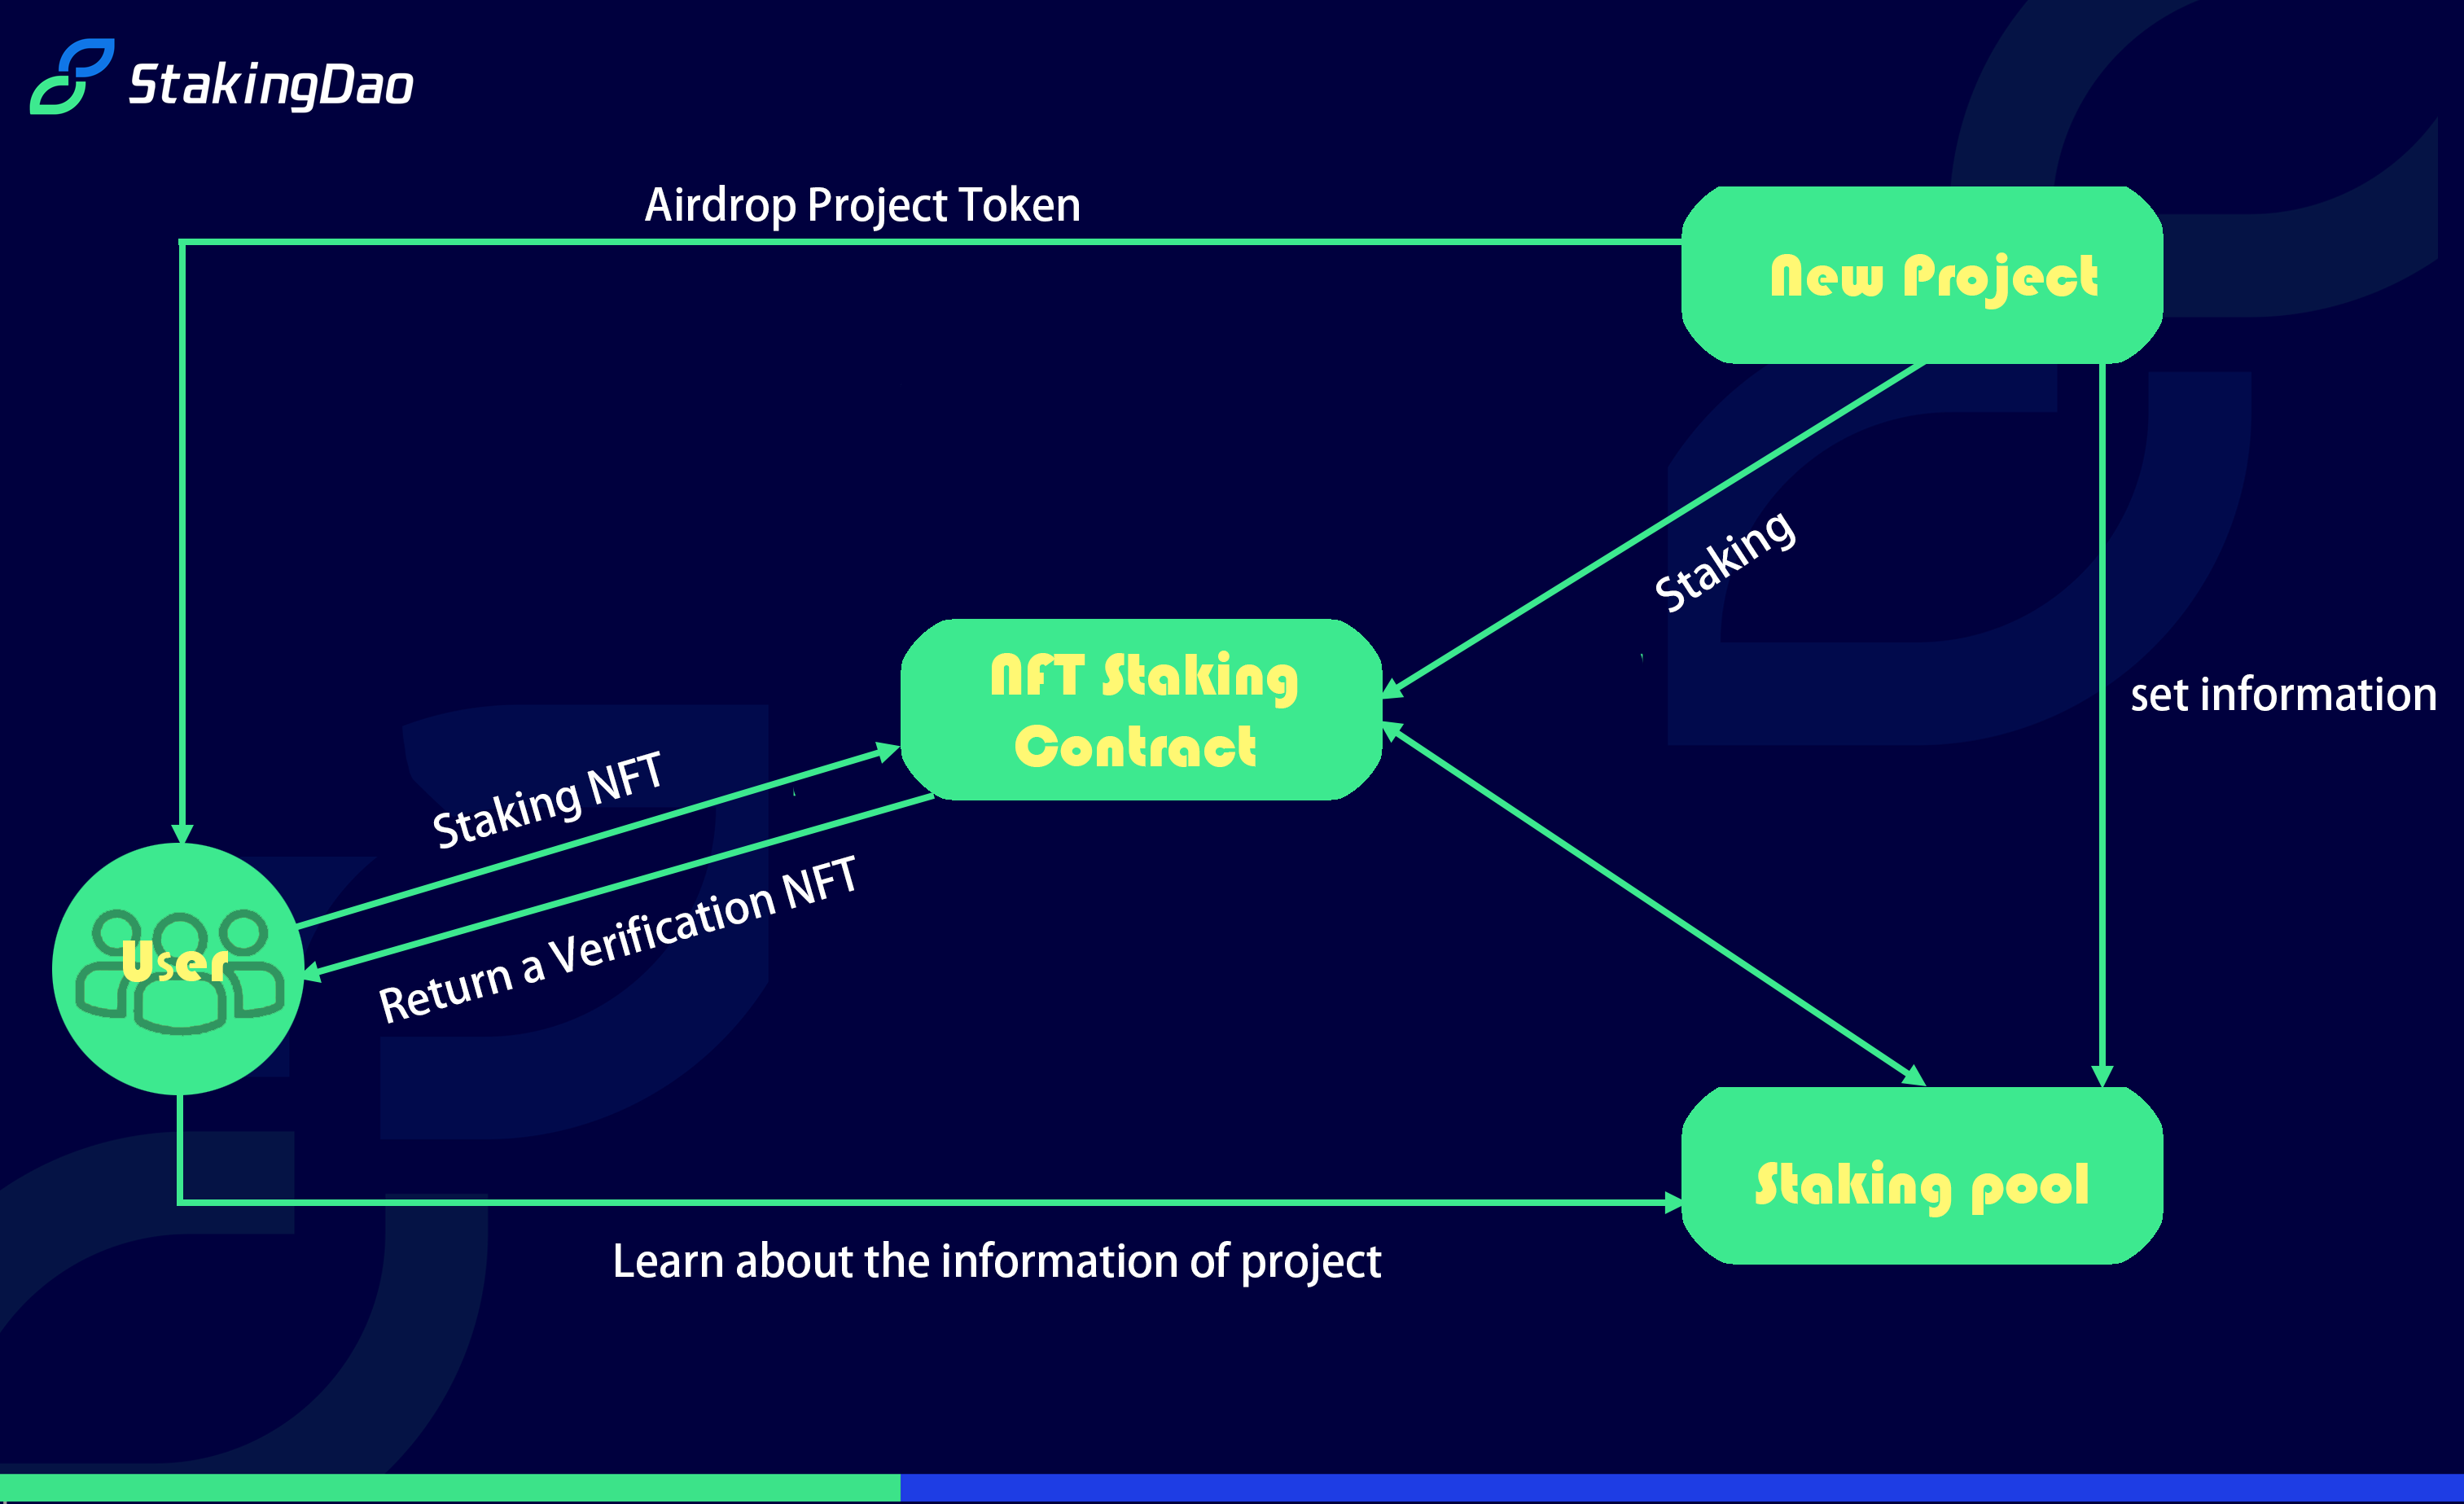 StakingDao
Airdrop Project Token
New Project
Staking
NFT Staking
Contract
set information
Staking NFT
Return a Verification NFT
User
Staking pool
Learn about the information of project